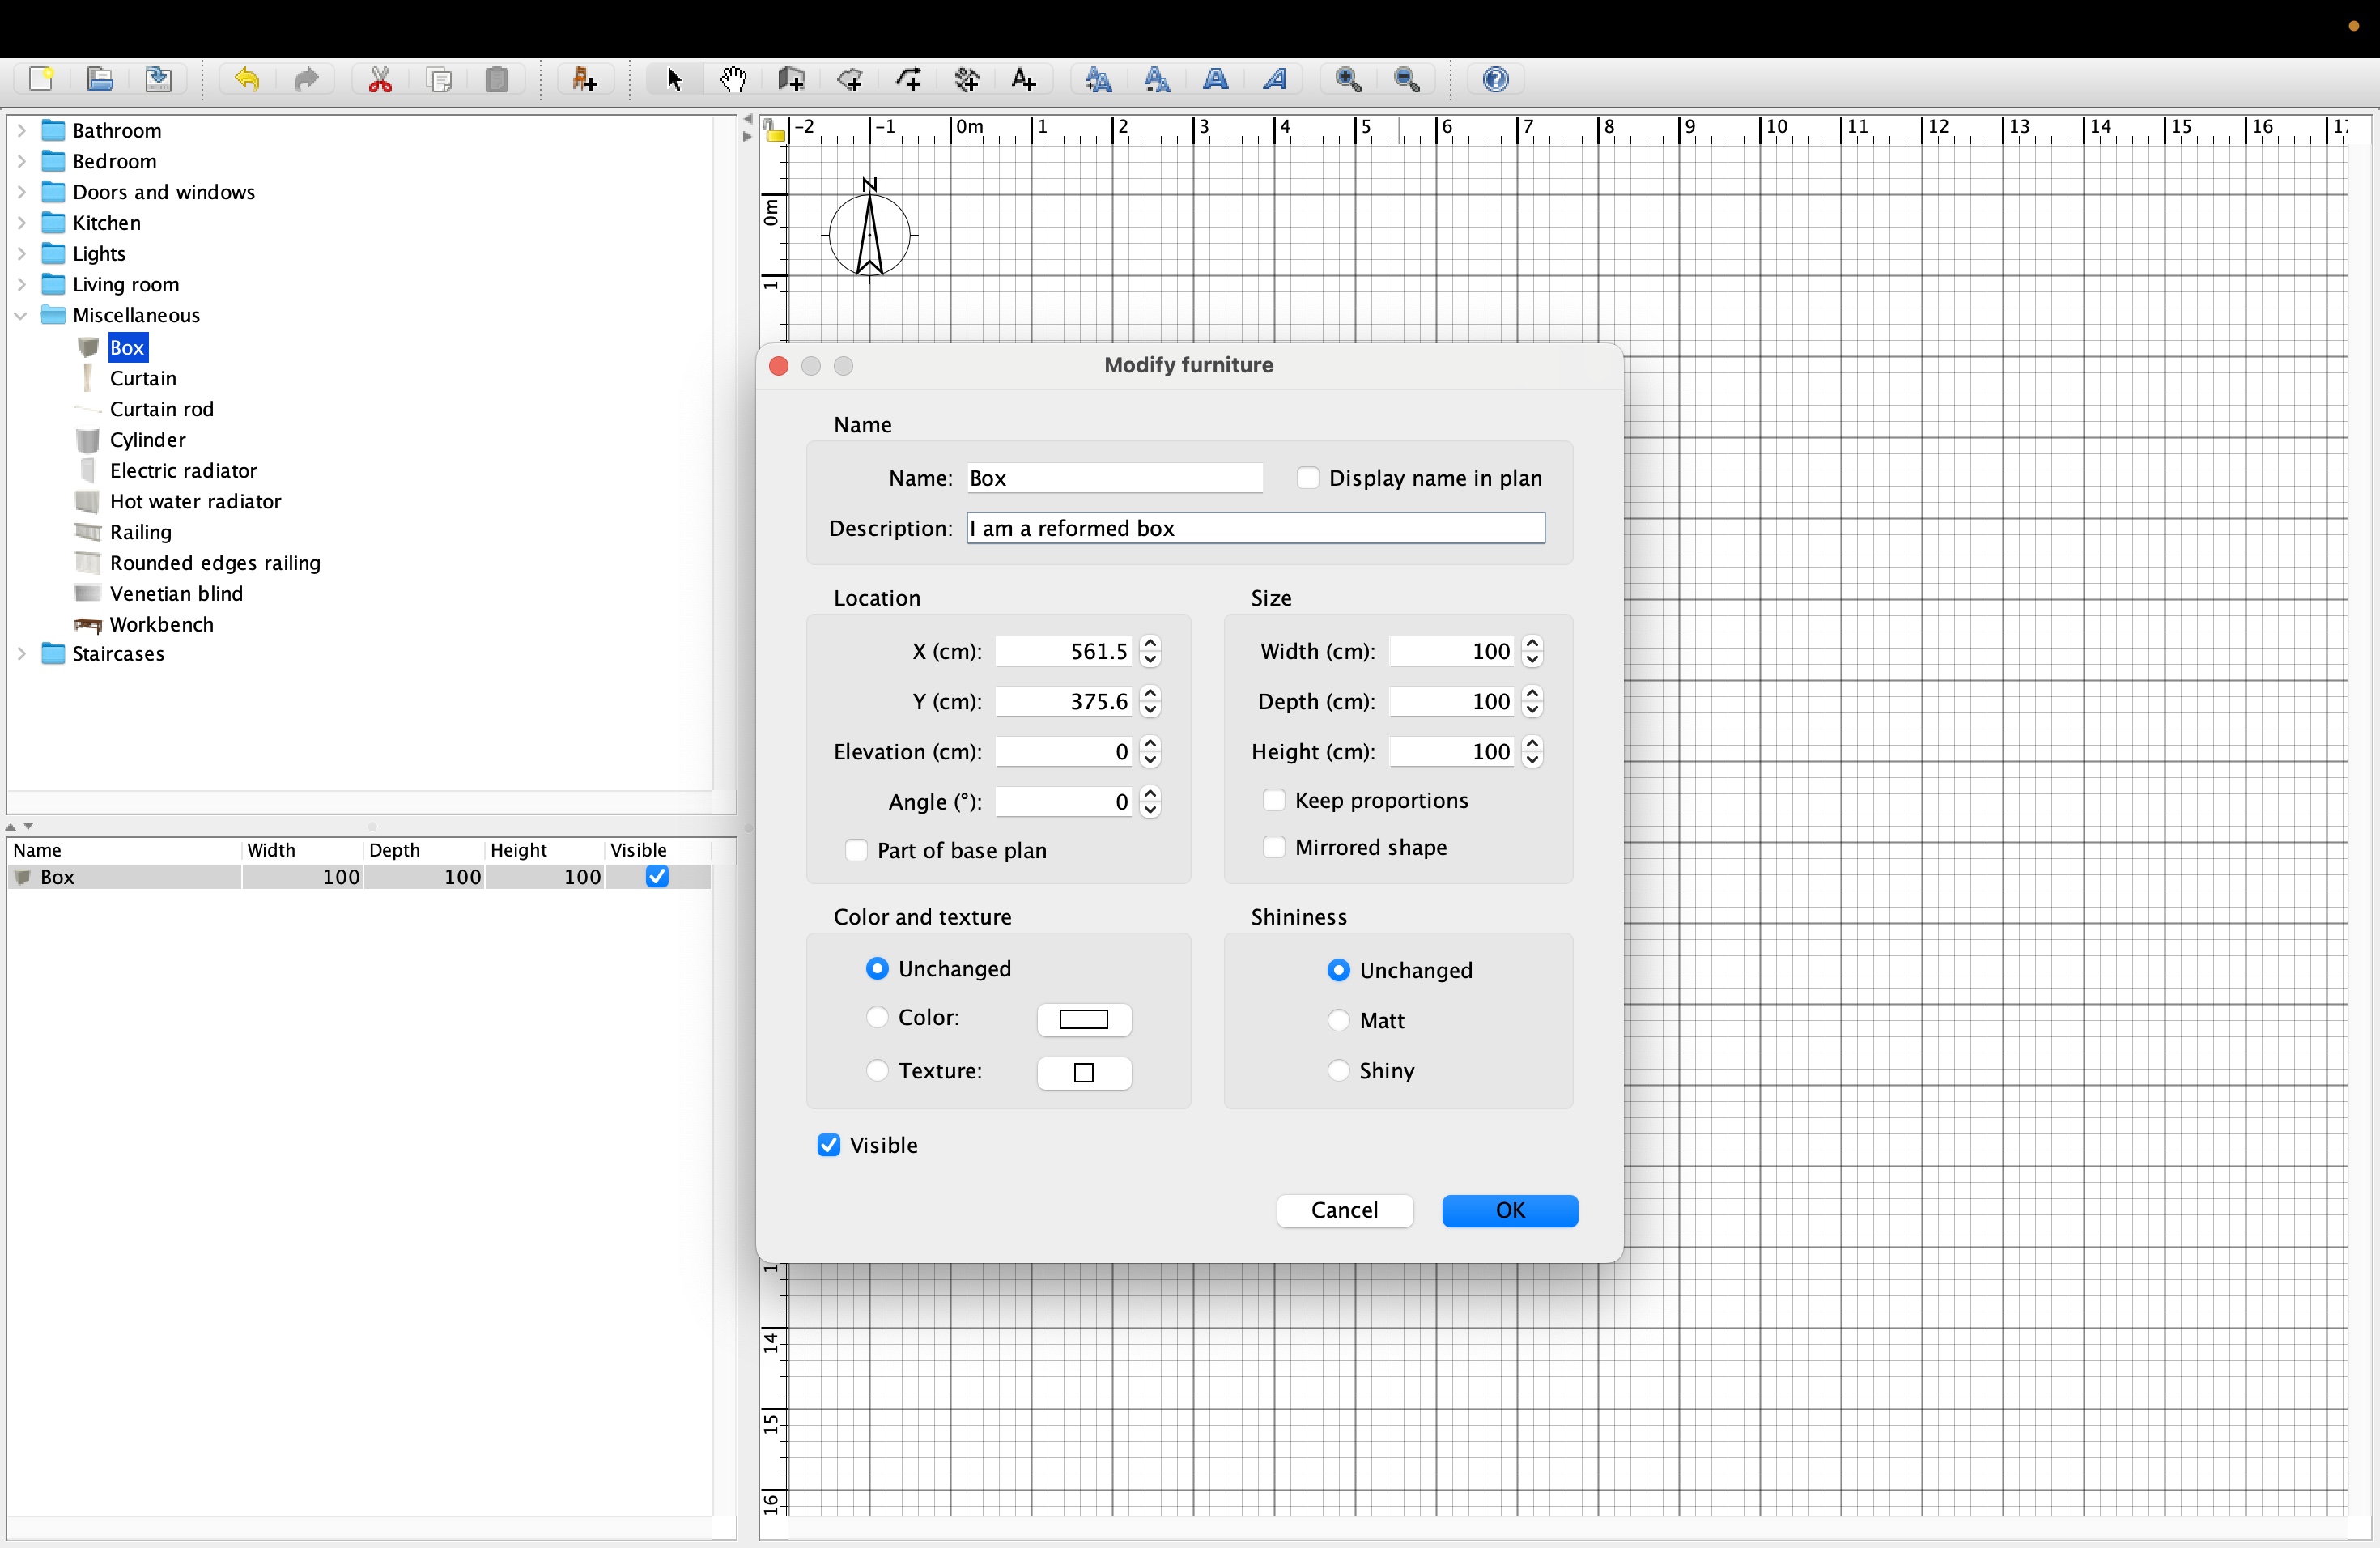 -2 -1 0m 1 2 3 4 5 6 7 8 9 10 11 12 13 14 15 16
Bathroom
Bedroom
Doors and windows
Kitchen
Lights
Living room
Miscellaneous
Box
Curtain
Curtain rod
Cylinder
Electric radiator
Hot water radiator
Railing
Rounded edges railing
Venetian blind
Workbench
Staircases
Name Width Depth Height Visible
Box 100 100 100
N
0m
1
14
15
16
Modify furniture
Name
Name: Box Display name in plan
Description: I am a reformed box
Location
X (cm): 561.5
Y (cm): 375.6
Elevation (cm): 0
Angle (°): 0
Part of base plan
Size
Width (cm): 100
Depth (cm): 100
Height (cm): 100
Keep proportions
Mirrored shape
Color and texture
Unchanged
Color:
Texture:
Shininess
Unchanged
Matt
Shiny
Visible
Cancel OK